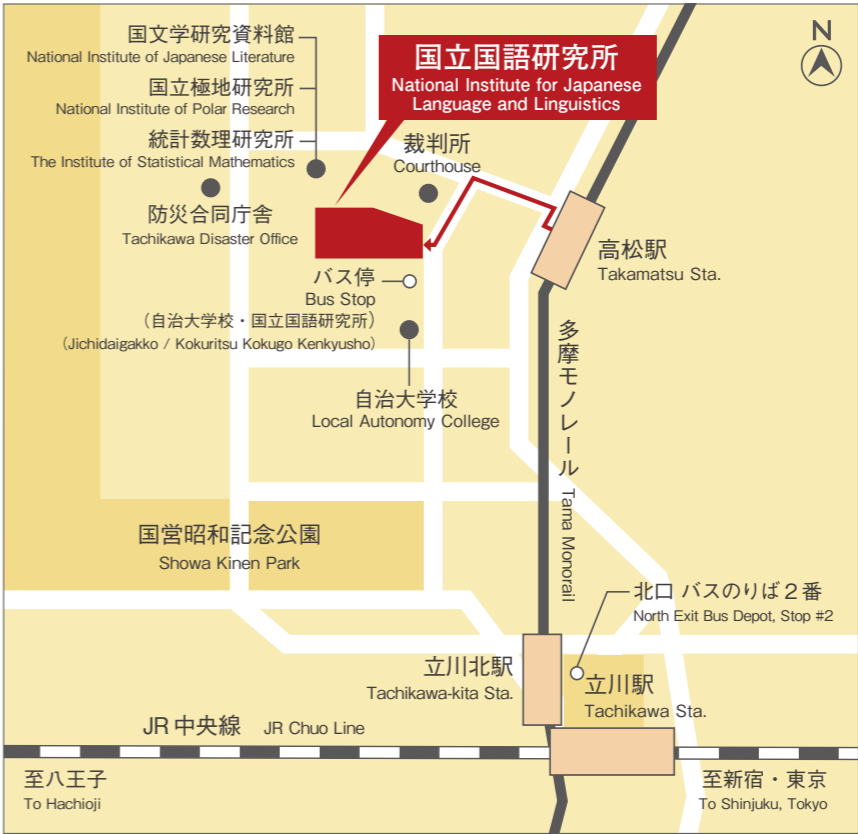 国文学研究資料館
National Institute of Japanese Literature
国立極地研究所
National Institute of Polar Research
統計数理研究所
The Institute of Statistical Mathematics
国立国語研究所
National Institute for Japanese
Language and Linguistics
N
裁判所
Courthouse
防災合同庁舎
Tachikawa Disaster Office
高松駅
Takamatsu Sta.
バス停
Bus Stop
(自治大学校・国立国語研究所)
(Jichidaigakko / Kokuritsu Kokugo Kenkyusho)
自治大学校
Local Autonomy College
多摩モノレール Tama Monorail
国営昭和記念公園
Showa Kinen Park
北口 バスのりば2番
North Exit Bus Depot, Stop #2
立川北駅
Tachikawa-kita Sta.
立川駅
Tachikawa Sta.
JR中央線 JR Chuo Line
至八王子
To Hachioji
至新宿・東京
To Shinjuku, Tokyo